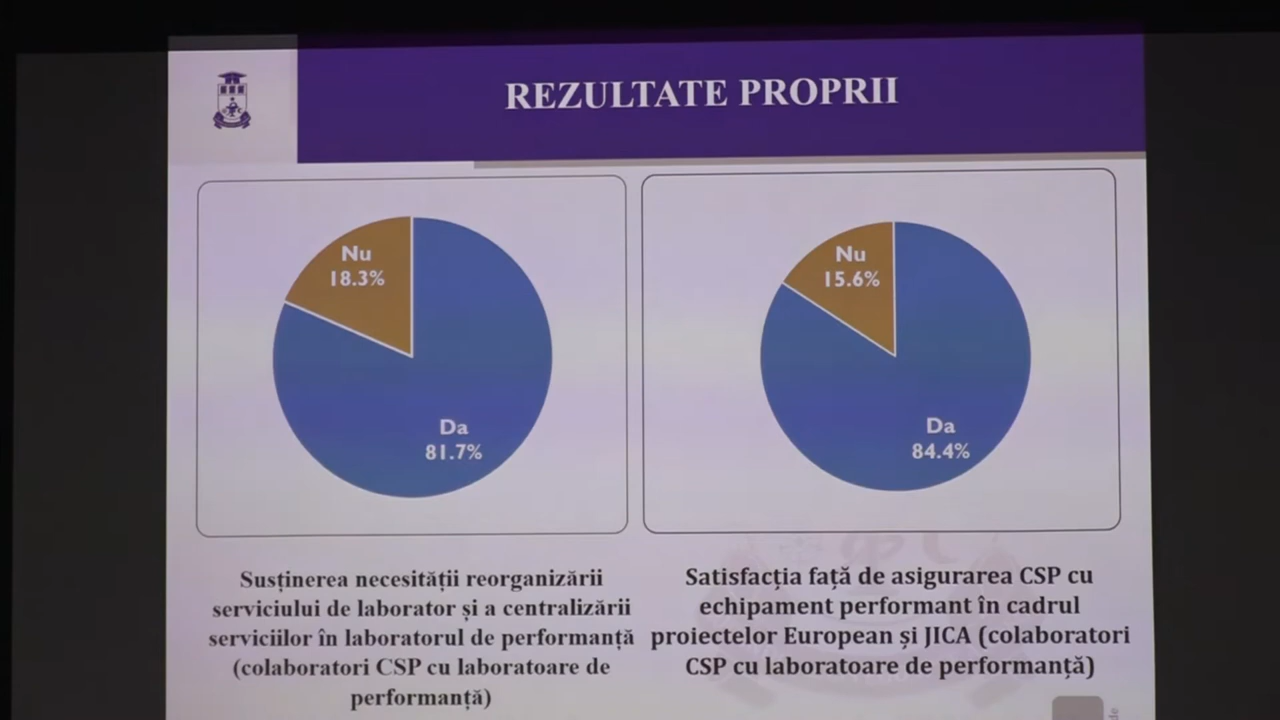 REZULTATE PROPRII
Nu
18.3%
Da
81.7%
Nu
15.6%
Da
84.4%
Susținerea necesității reorganizării
serviciului de laborator și a centralizării
serviciilor în laboratorul de performanță
(colaboratori CSP cu laboratoare de
performanță)
Satisfacția față de asigurarea CSP cu
echipament performant în cadrul
proiectelor European și JICA (colaboratori
CSP cu laboratoare de performanță)
de